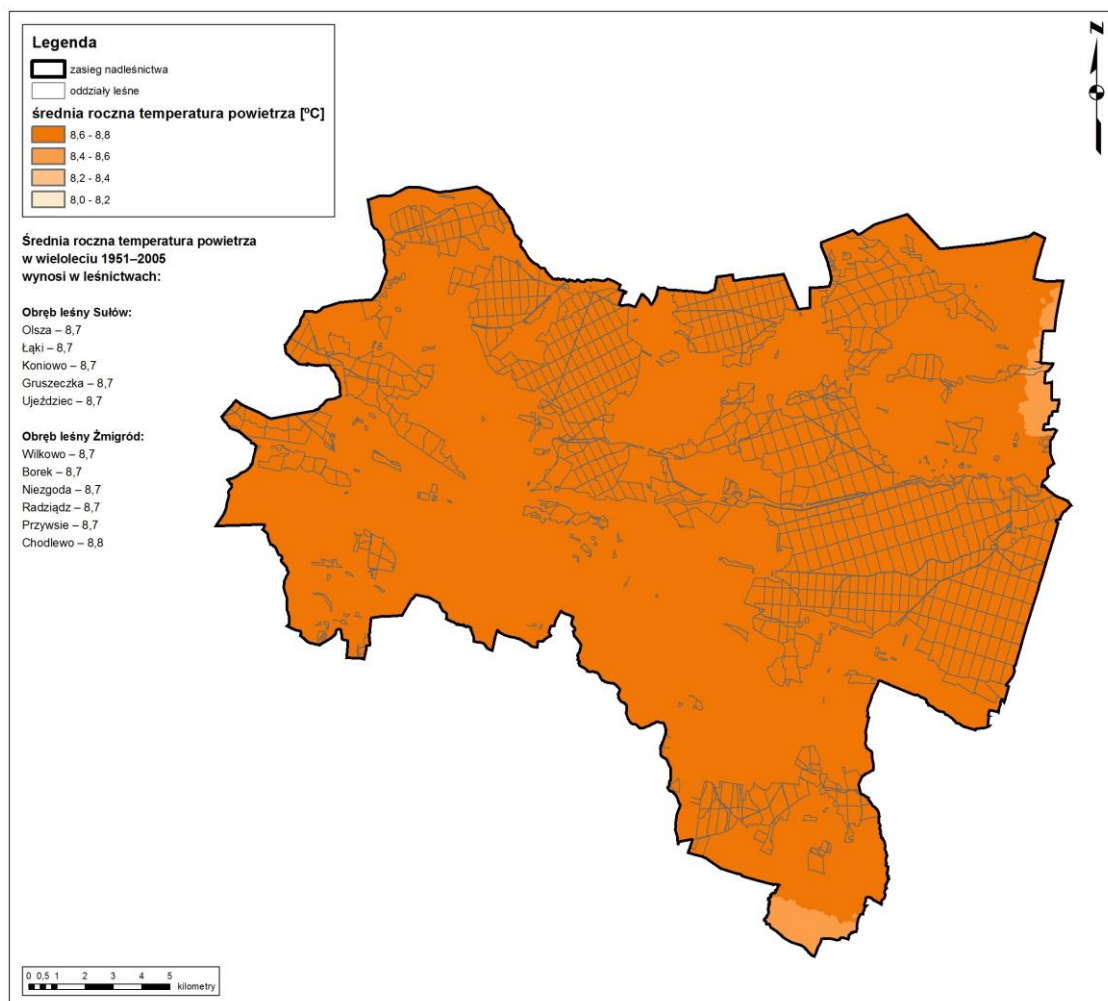 Legenda
zasieg nadleśnictwa
oddziały leśne
średnia roczna temperatura powietrza [ºC]
8,6 - 8,8
8,4 - 8,6
8,2 - 8,4
8,0 - 8,2
Średnia roczna temperatura powietrza
w wieloleciu 1951–2005
wynosi w leśnictwach:
Obręb leśny Sułów:
Olsza – 8,7
Łąki – 8,7
Koniowo – 8,7
Gruszeczka – 8,7
Ujeździec – 8,7
Obręb leśny Żmigród:
Wilkowo – 8,7
Borek – 8,7
Niezgoda – 8,7
Radziądz – 8,7
Przywsie – 8,7
Chodlewo – 8,8
N
0 0,5 1 2 3 4 5
kilometry